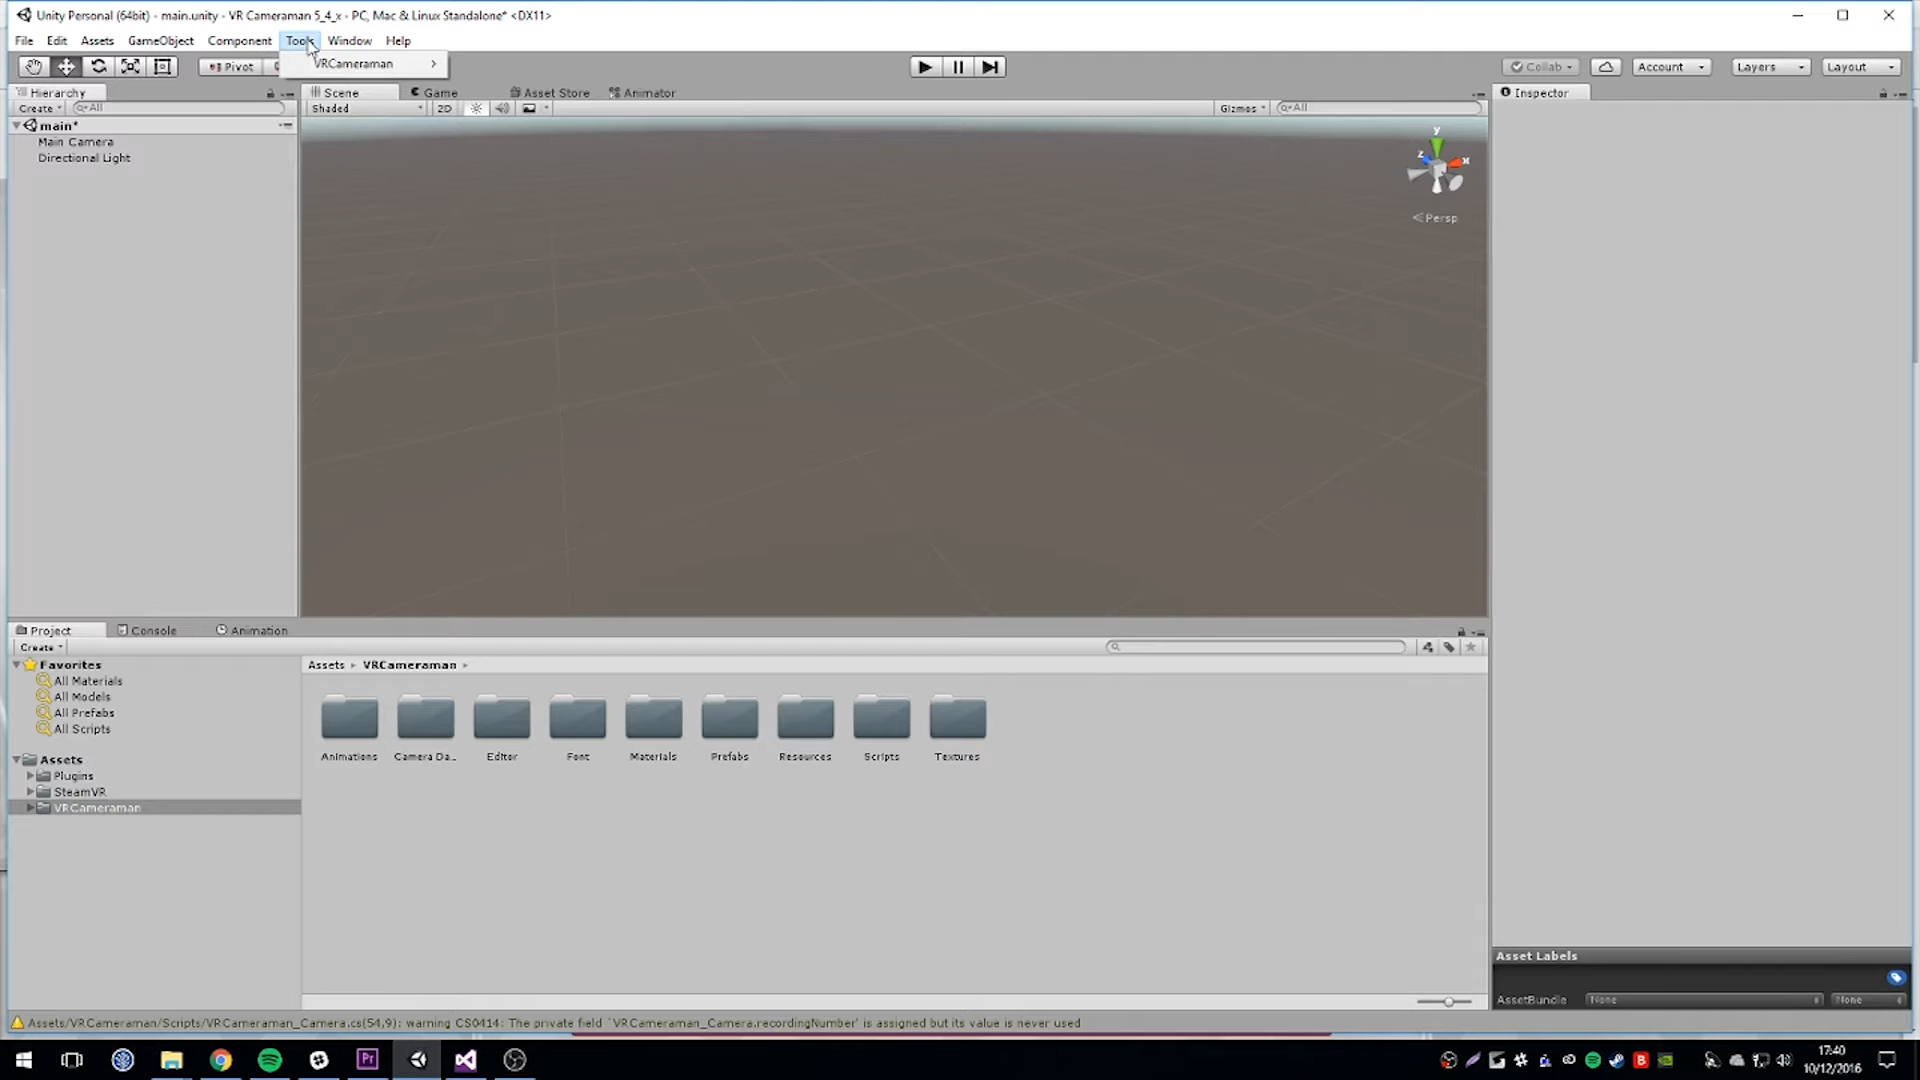 Unity Personal (64bit) - main.unity - VR Cameraman 5_4_x - PC, Mac & Linux Standalone* <DX11>
File Edit Assets GameObject Component Tools Window Help
VRCameraman
Pivot
Collab Account Layers Layout
Hierarchy
Scene Game Asset Store Animator
Inspector
Create All
Shaded 2D
Gizmos All
main*
Main Camera
Directional Light
y
z x
Persp
Project Console Animation
Create
Favorites
All Materials
All Models
All Prefabs
All Scripts
Assets
Plugins
SteamVR
VRCameraman
Assets VRCameraman
Animations Camera Da... Editor Font Materials Prefabs Resources Scripts Textures
Asset Labels
AssetBundle None None
Assets/VRCameraman/Scripts/VRCameraman_Camera.cs(54,9): warning CS0414: The private field `VRCameraman_Camera.recordingNumber' is assigned but its value is never used
Pr
17:40
10/12/2016